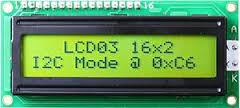 LCD03 16x2
I2C Mode @ 0xC6
A
K